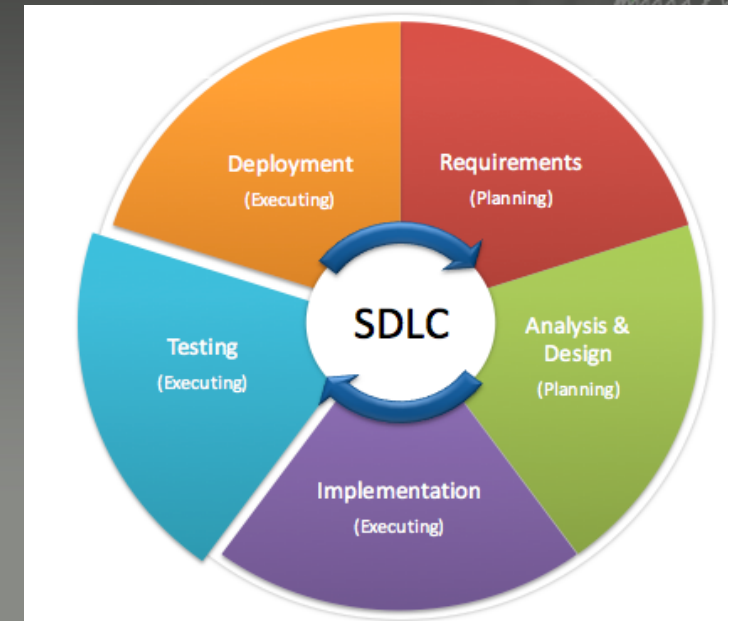 Deployment
(Executing)
Requirements
(Planning)
SDLC
Analysis &
Design
(Planning)
Testing
(Executing)
Implementation
(Executing)